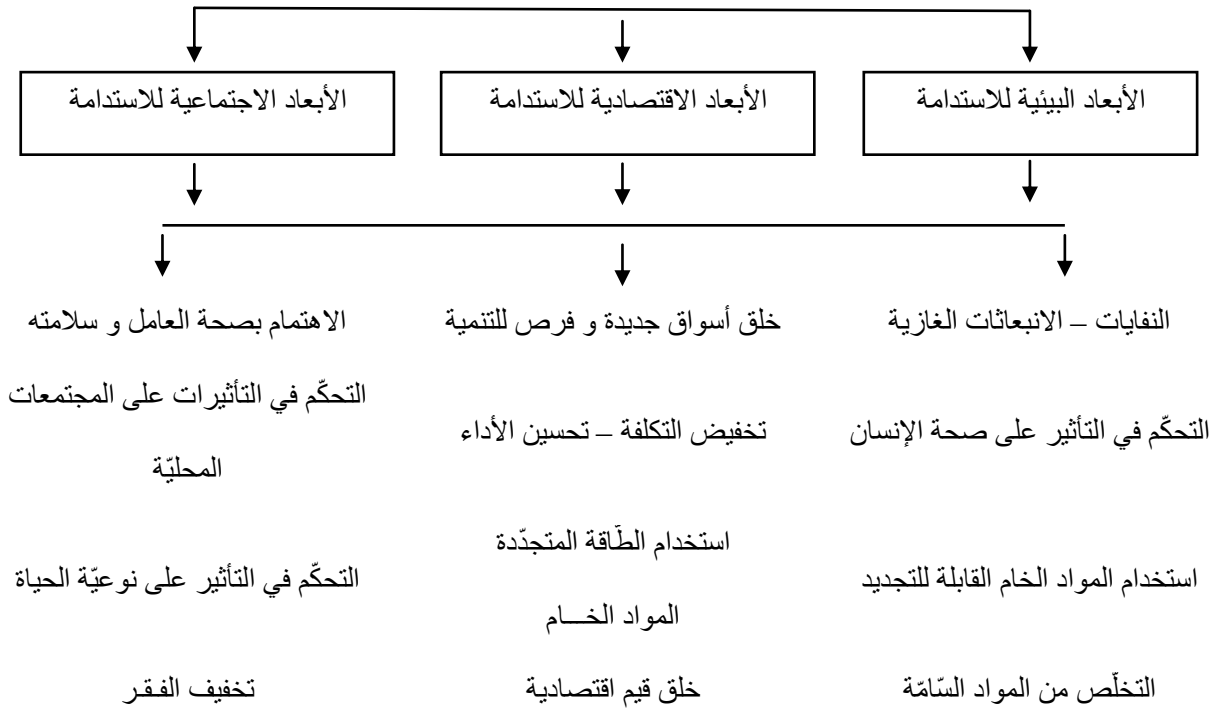 الأبعاد البيئية للاستدامة
الأبعاد الاقتصادية للاستدامة
الأبعاد الاجتماعية للاستدامة
النفايات – الانبعاثات الغازية
خلق أسواق جديدة و فرص للتنمية
الاهتمام بصحة العامل و سلامته
التحكّم في التأثير على صحة الإنسان
تخفيض التكلفة – تحسين الأداء
التحكّم في التأثيرات على المجتمعات
المحليّة
استخدام المواد الخام القابلة للتجديد
استخدام الطّاقة المتجدّدة
المواد الخـــام
التحكّم في التأثير على نوعيّة الحياة
التخلّص من المواد السّامّة
خلق قيم اقتصادية
تخفيف الفـقـر